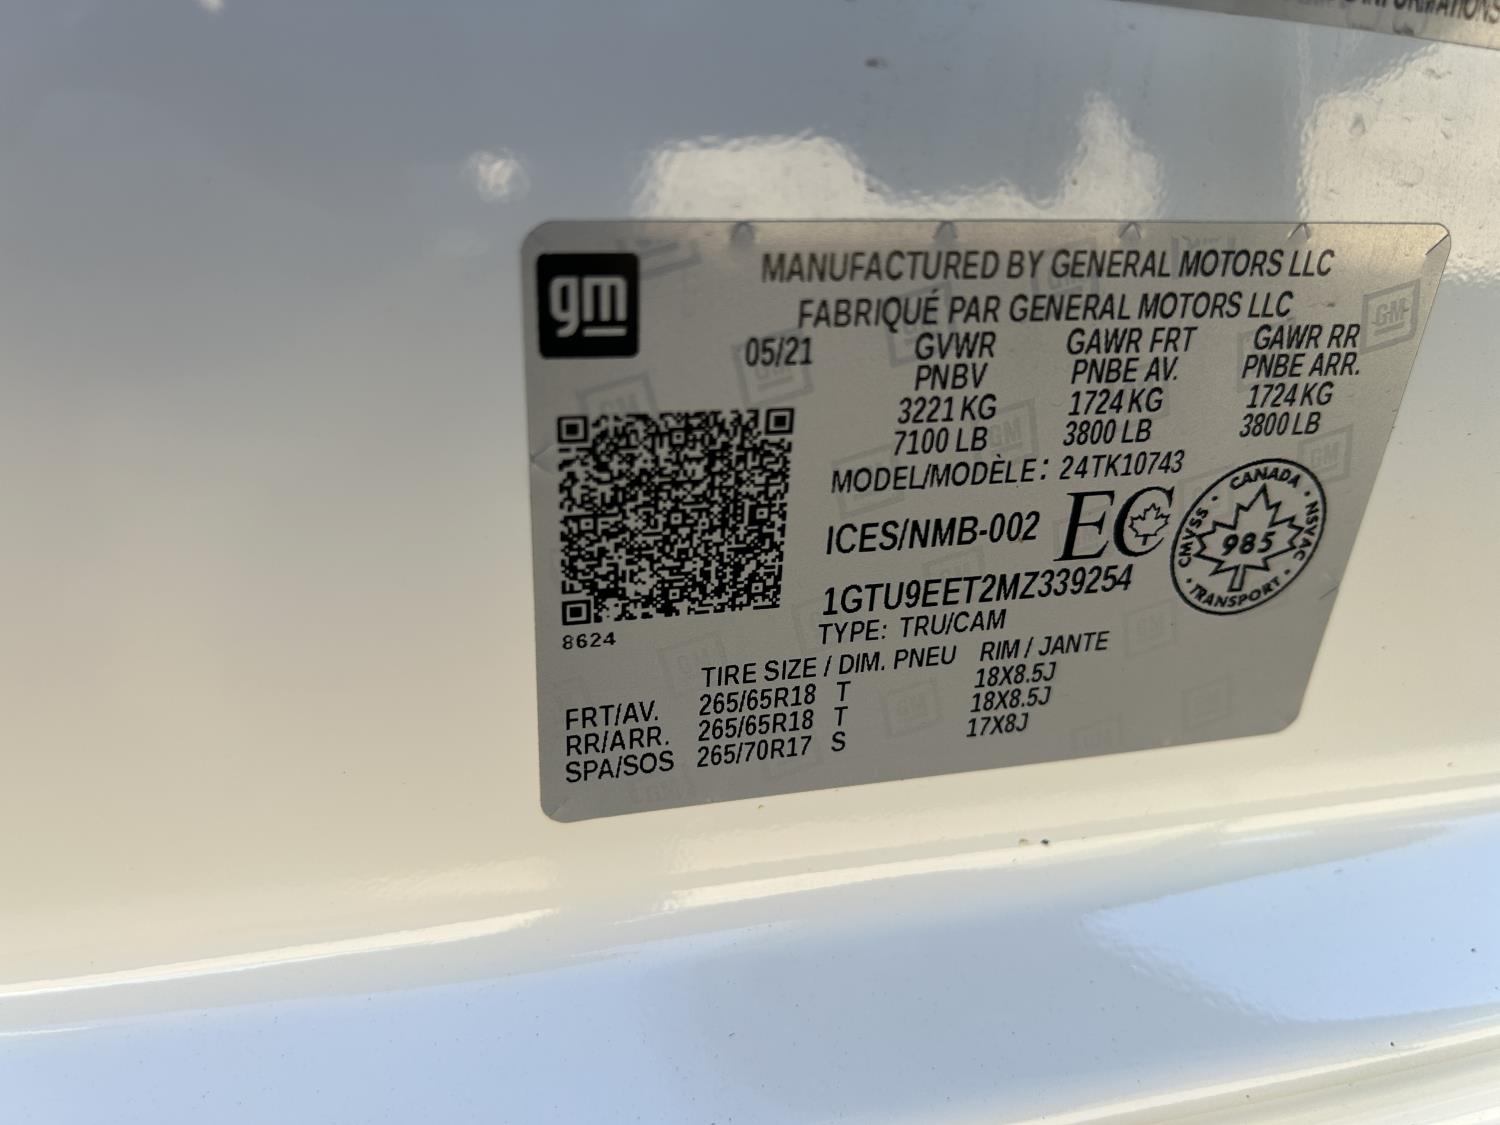 INFORMATIONS
gm
MANUFACTURED BY GENERAL MOTORS LLC
FABRIQUÉ PAR GENERAL MOTORS LLC
05/21 GVWR GAWR FRT GAWR RR
PNBV PNBE AV. PNBE ARR.
3221 KG 1724 KG 1724 KG
7100 LB 3800 LB 3800 LB
MODEL/MODÈLE: 24TK10743
ICES/NMB-002 EC
CMVSS · CANADA · NSVAC · TRANSPORT ·
985
1GTU9EET2MZ339254
8624
TYPE: TRU/CAM
TIRE SIZE / DIM. PNEU RIM / JANTE
FRT/AV. 265/65R18 T 18X8.5J
RR/ARR. 265/65R18 T 18X8.5J
SPA/SOS 265/70R17 S 17X8J